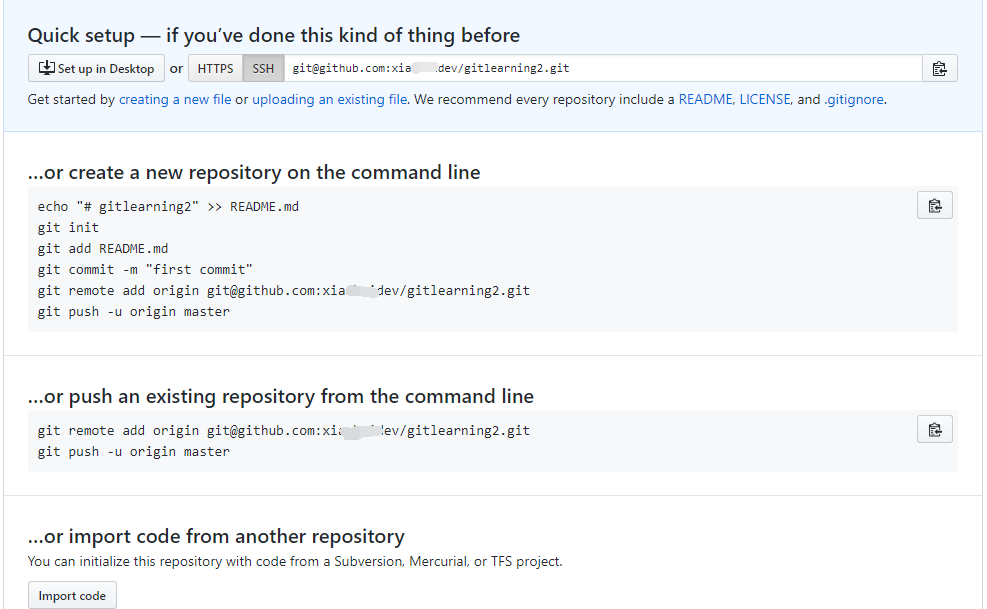 Quick setup — if you’ve done this kind of thing before
Set up in Desktop or HTTPS SSH git@github.com:xia dev/gitlearning2.git
Get started by creating a new file or uploading an existing file. We recommend every repository include a README, LICENSE, and .gitignore.
…or create a new repository on the command line
echo "# gitlearning2" >> README.md
git init
git add README.md
git commit -m "first commit"
git remote add origin git@github.com:xia dev/gitlearning2.git
git push -u origin master
…or push an existing repository from the command line
git remote add origin git@github.com:xia ev/gitlearning2.git
git push -u origin master
…or import code from another repository
You can initialize this repository with code from a Subversion, Mercurial, or TFS project.
Import code